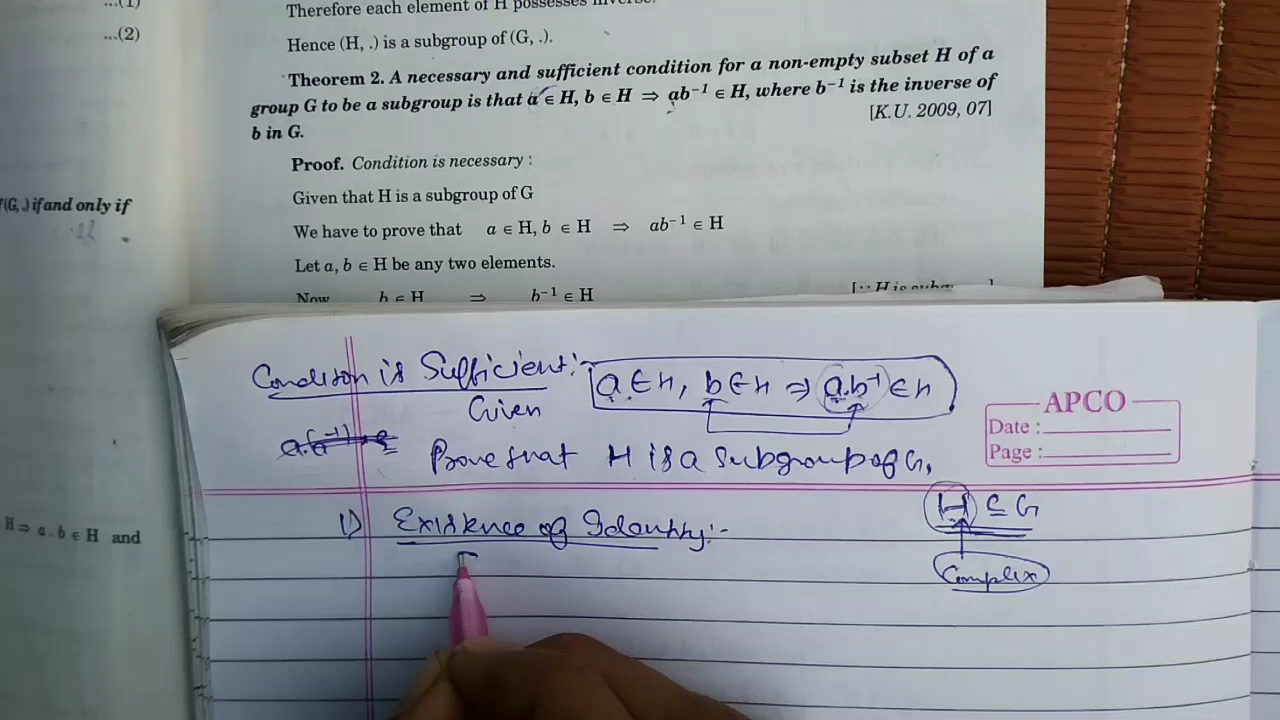 ...(1)
...(2)
f (G, .) if and only if
H ⇒ a . b ∈ H and
Therefore each element of H possesses inverse.
Hence (H, .) is a subgroup of (G, .).
Theorem 2. A necessary and sufficient condition for a non-empty subset H of a
group G to be a subgroup is that a ∈ H, b ∈ H ⇒ ab⁻¹ ∈ H, where b⁻¹ is the inverse of
b in G.
[K.U. 2009, 07]
Proof. Condition is necessary :
Given that H is a subgroup of G
We have to prove that a ∈ H, b ∈ H ⇒ ab⁻¹ ∈ H
Let a, b ∈ H be any two elements.
Now b ∈ H ⇒ b⁻¹ ∈ H [∵ H is
Condition is Sufficient:-
Given
a ∈ H, b ∈ H ⇒ a.b⁻¹ ∈ H
Prove that H is a subgroup of G,
APCO
Date :
Page :
1) Existence of Identity:-
H ⊆ G
Complex